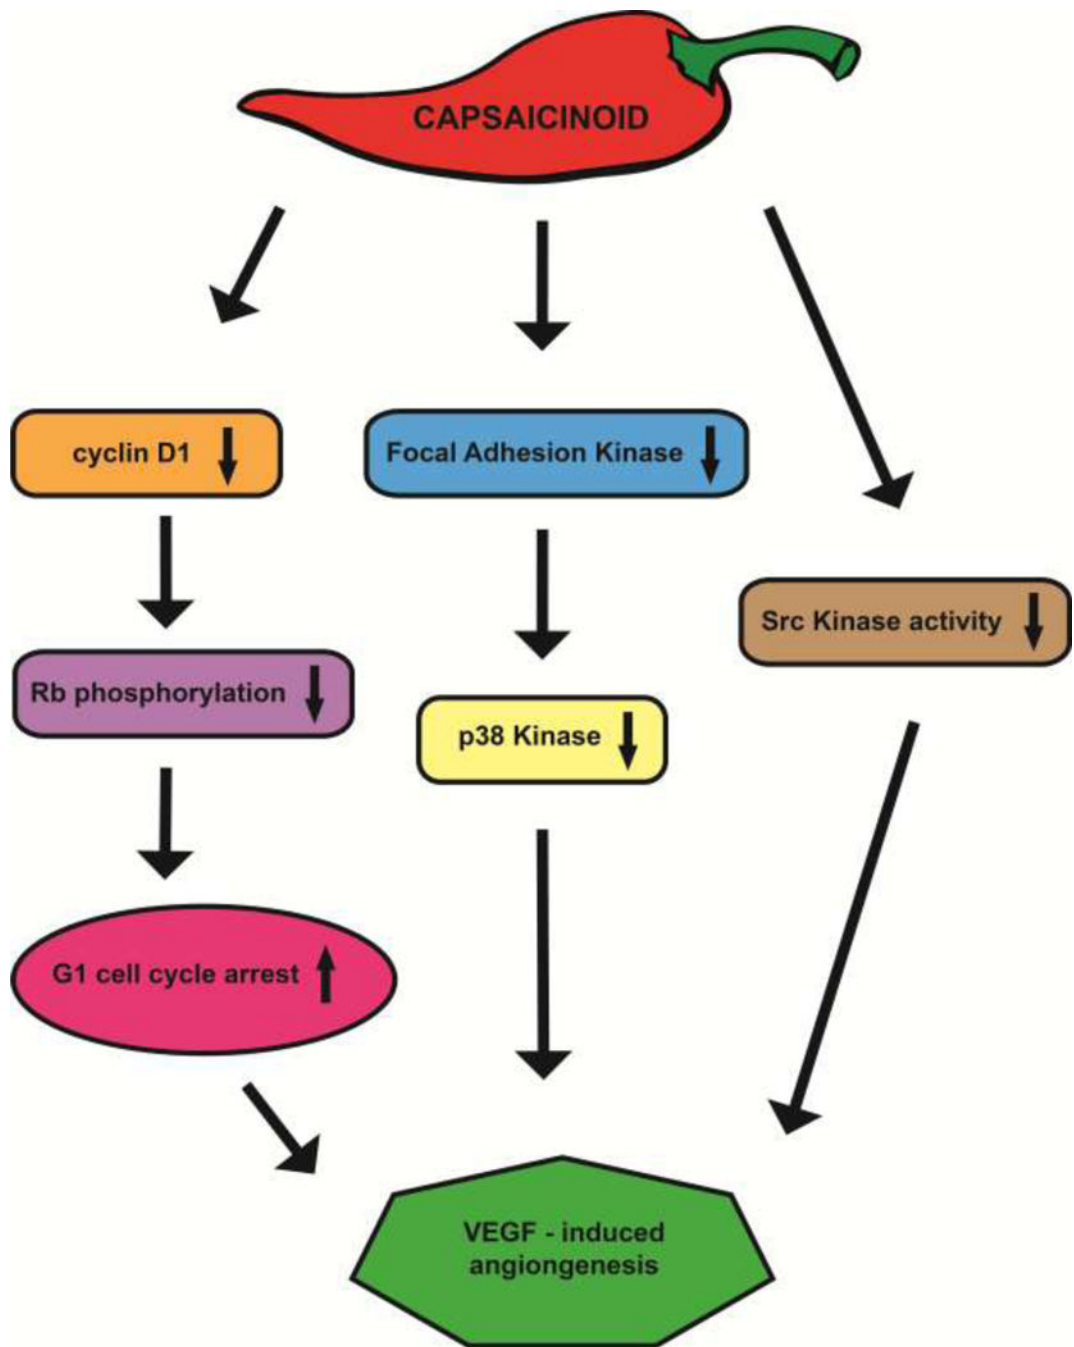 CAPSAICINOID
cyclin D1
Focal Adhesion Kinase
Src Kinase activity
Rb phosphorylation
p38 Kinase
G1 cell cycle arrest
VEGF - induced
angiongenesis